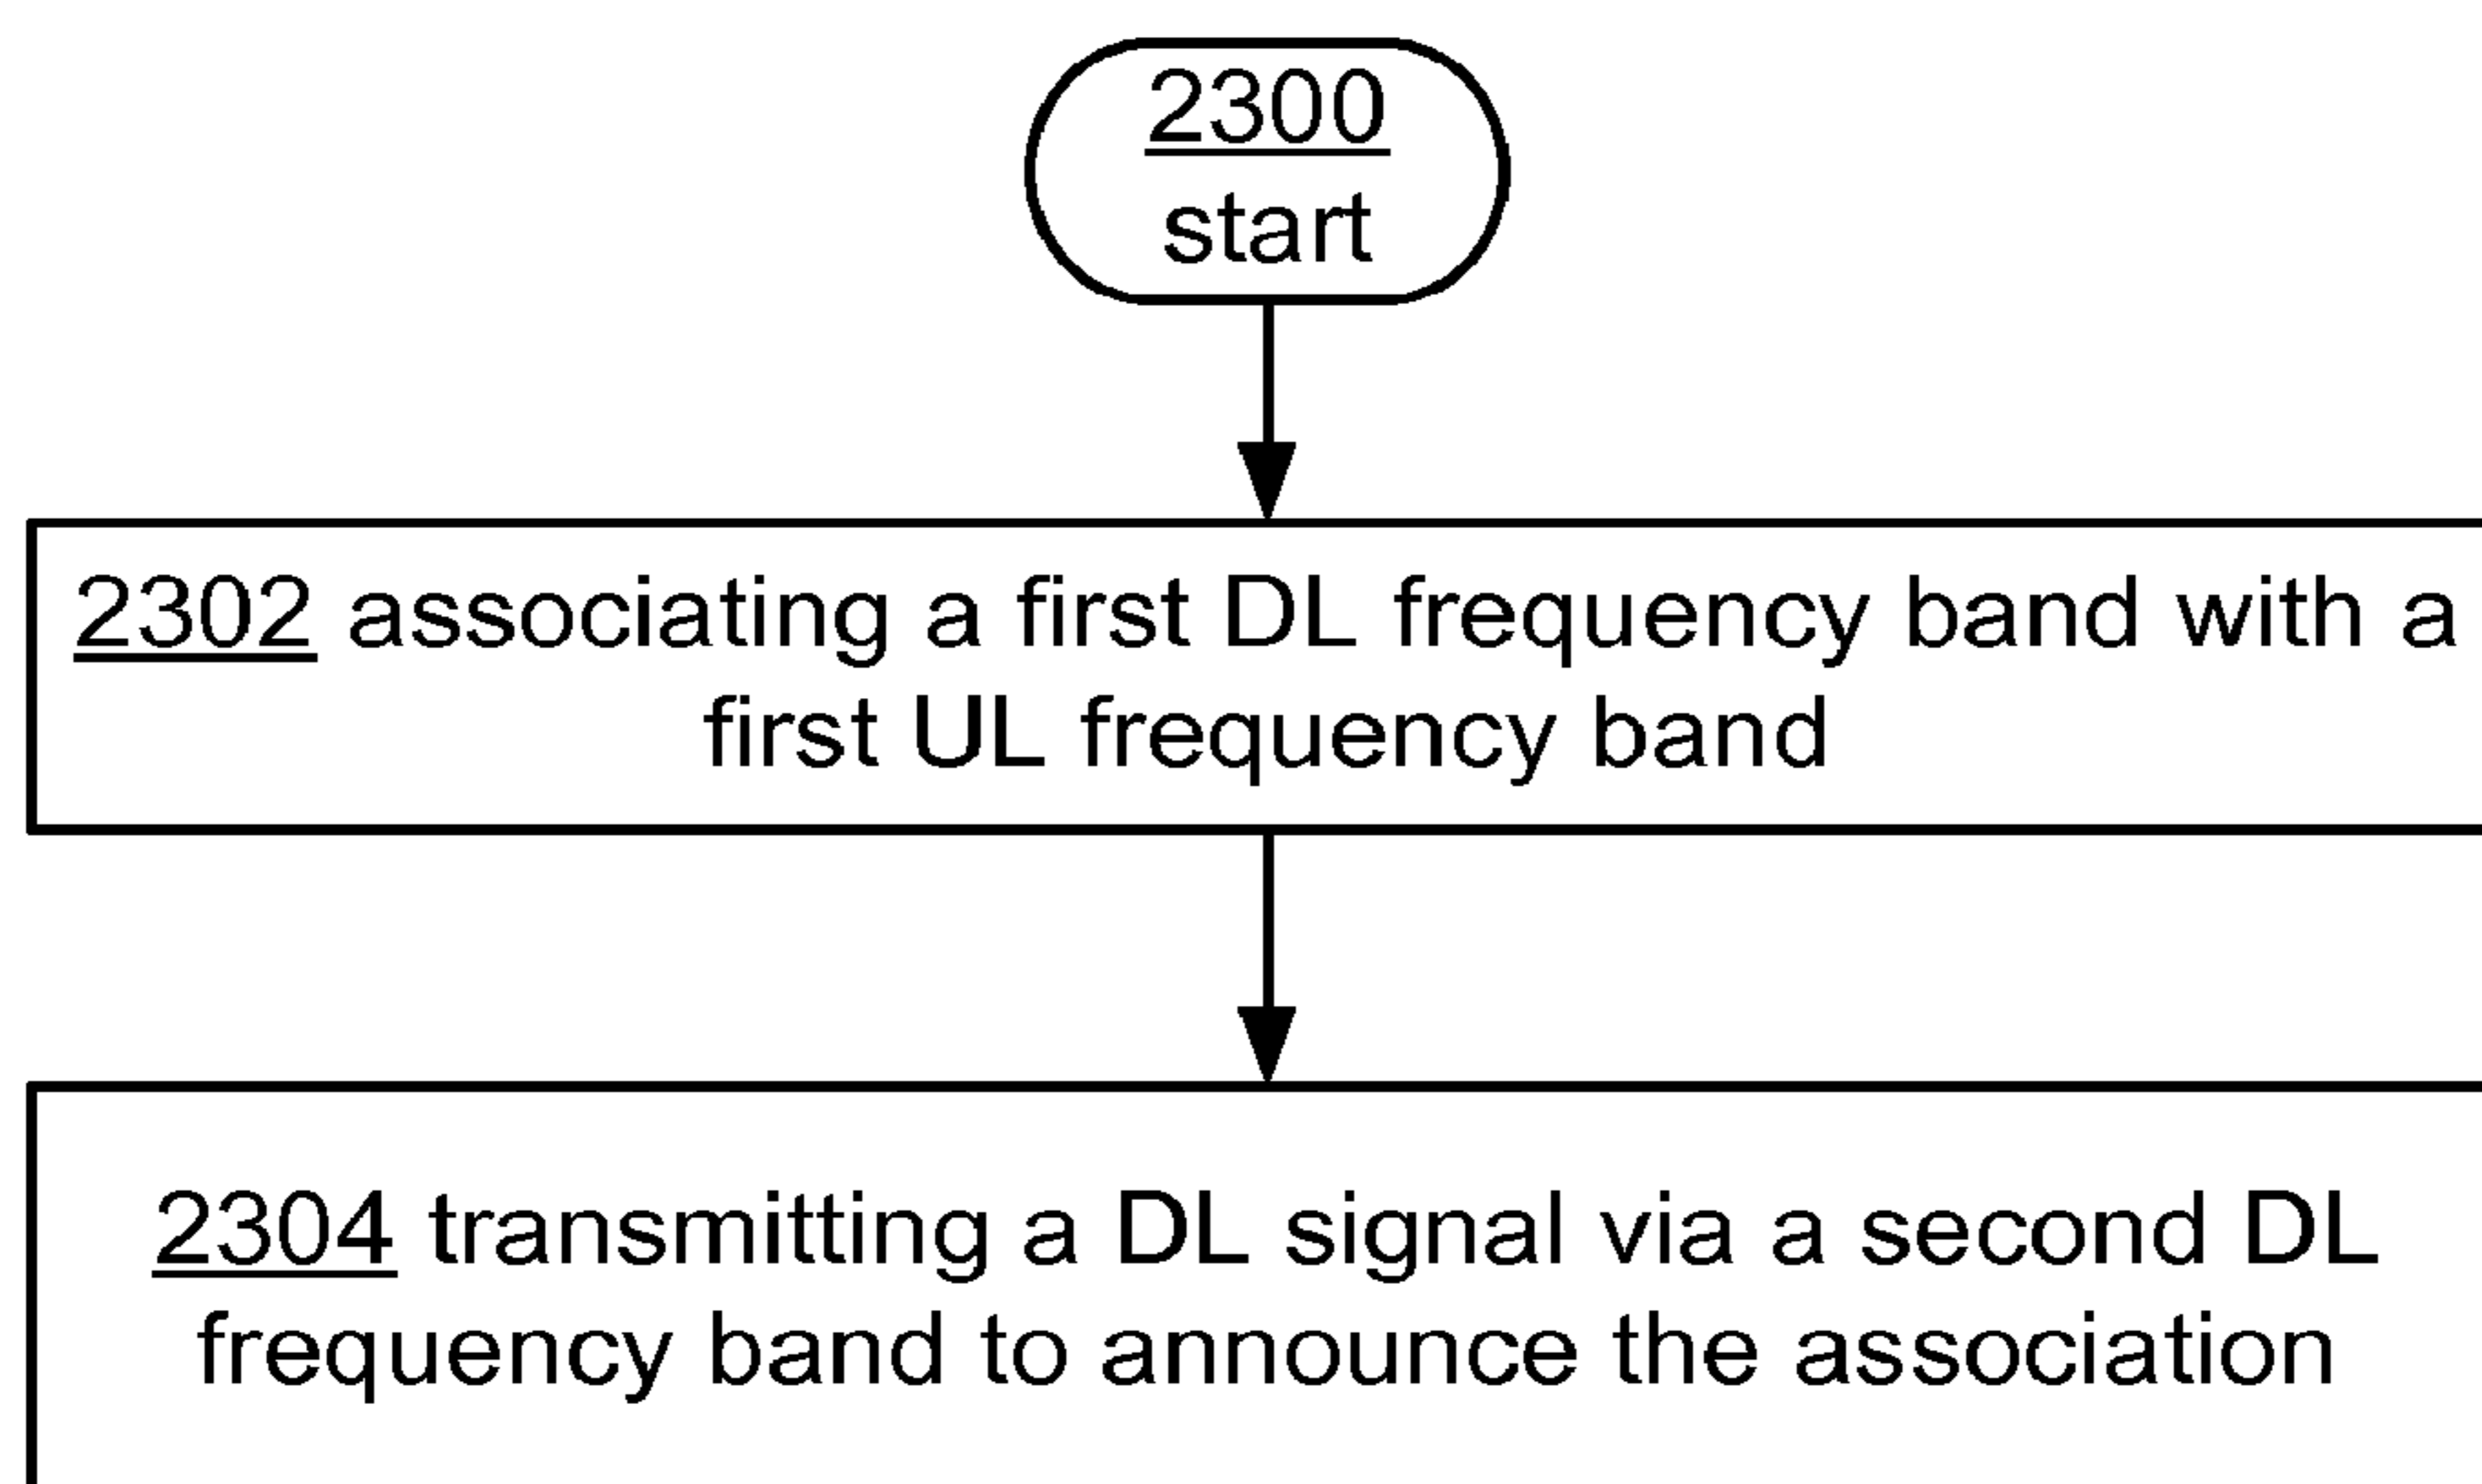 2300
start
2302 associating a first DL frequency band with a
first UL frequency band
2304 transmitting a DL signal via a second DL
frequency band to announce the association